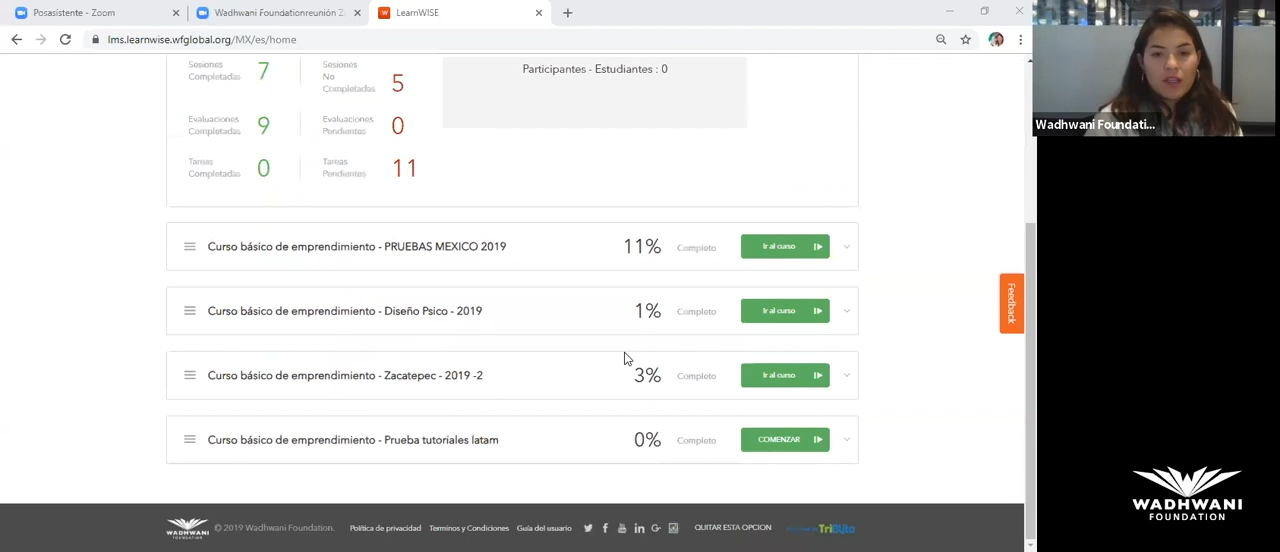 Posasistente - Zoom
Wadhwani Foundationreunión Z
LearnWISE
lms.learnwise.wfglobal.org/MX/es/home
Sesiones Completadas 7
Sesiones No Completadas 5
Participantes - Estudiantes : 0
Evaluaciones Completadas 9
Evaluaciones Pendientes 0
Tareas Completadas 0
Tareas Pendientes 11
Curso básico de emprendimiento - PRUEBAS MEXICO 2019 11% Completo Ir al curso
Curso básico de emprendimiento - Diseño Psico - 2019 1% Completo Ir al curso
Curso básico de emprendimiento - Zacatepec - 2019 -2 3% Completo Ir al curso
Curso básico de emprendimiento - Prueba tutoriales latam 0% Completo COMENZAR
Feedback
WADHWANI FOUNDATION
© 2019 Wadhwani Foundation.
Política de privacidad
Terminos y Condiciones
Guía del usuario
QUITAR ESTA OPCION
TriByte
Wadhwani Foundati...
WADHWANI
FOUNDATION